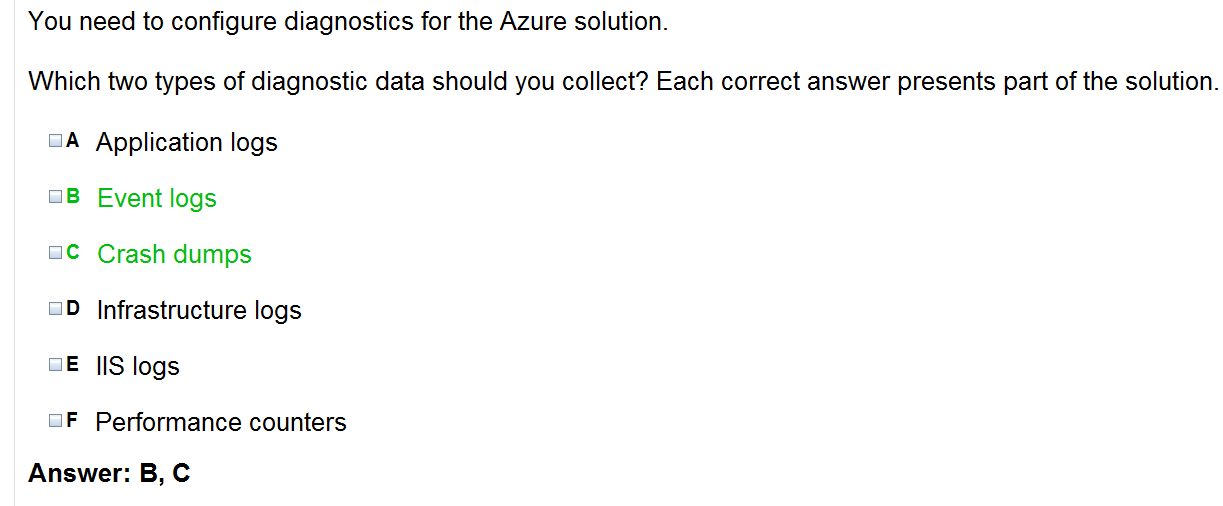 You need to configure diagnostics for the Azure solution.
Which two types of diagnostic data should you collect? Each correct answer presents part of the solution.
A Application logs
B Event logs
C Crash dumps
D Infrastructure logs
E IIS logs
F Performance counters
Answer: B, C